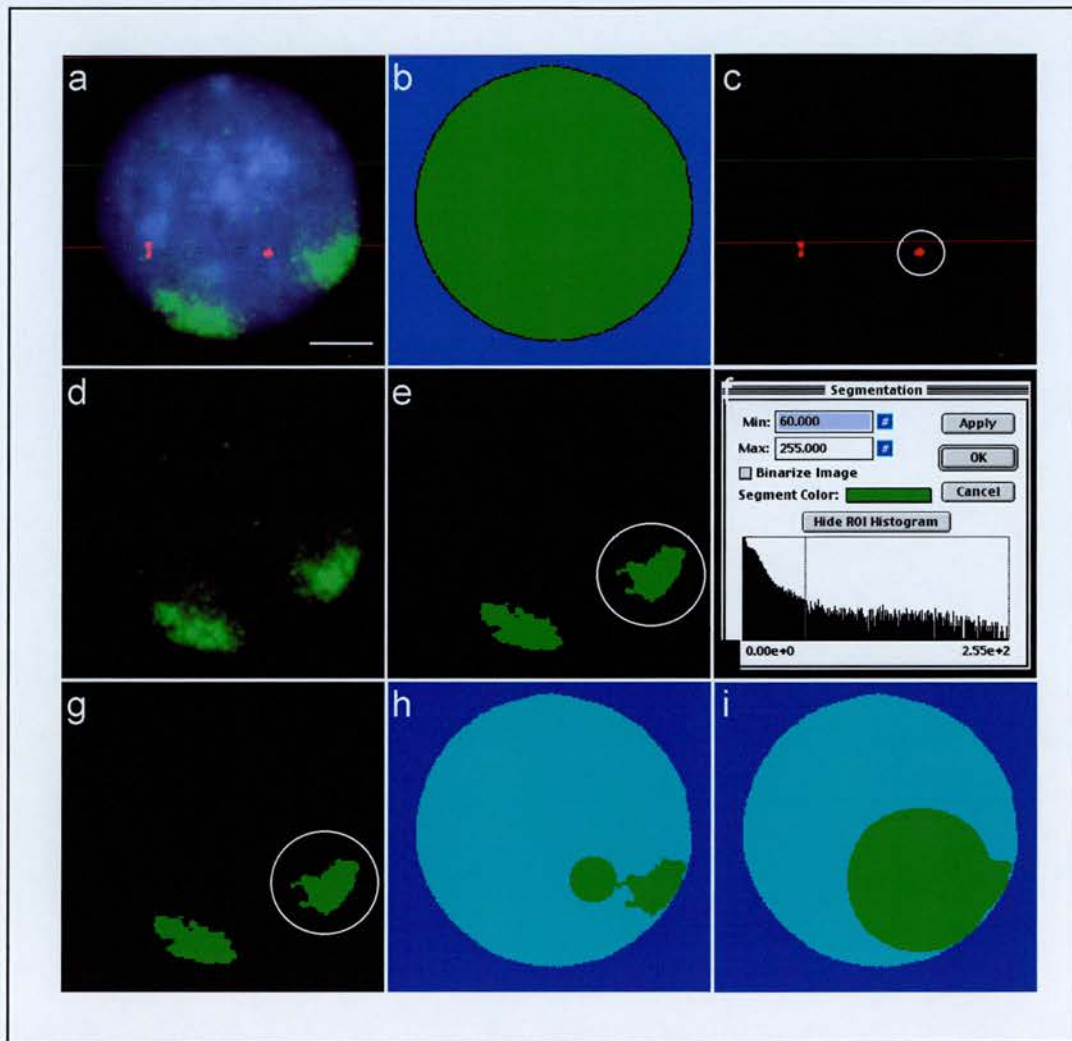 a
b
c
d
e
f
Segmentation
Min: 60.000 #
Max: 255.000 #
Binarize Image
Segment Color:
Apply
OK
Cancel
Hide ROI Histogram
0.00e+0 2.55e+2
g
h
i